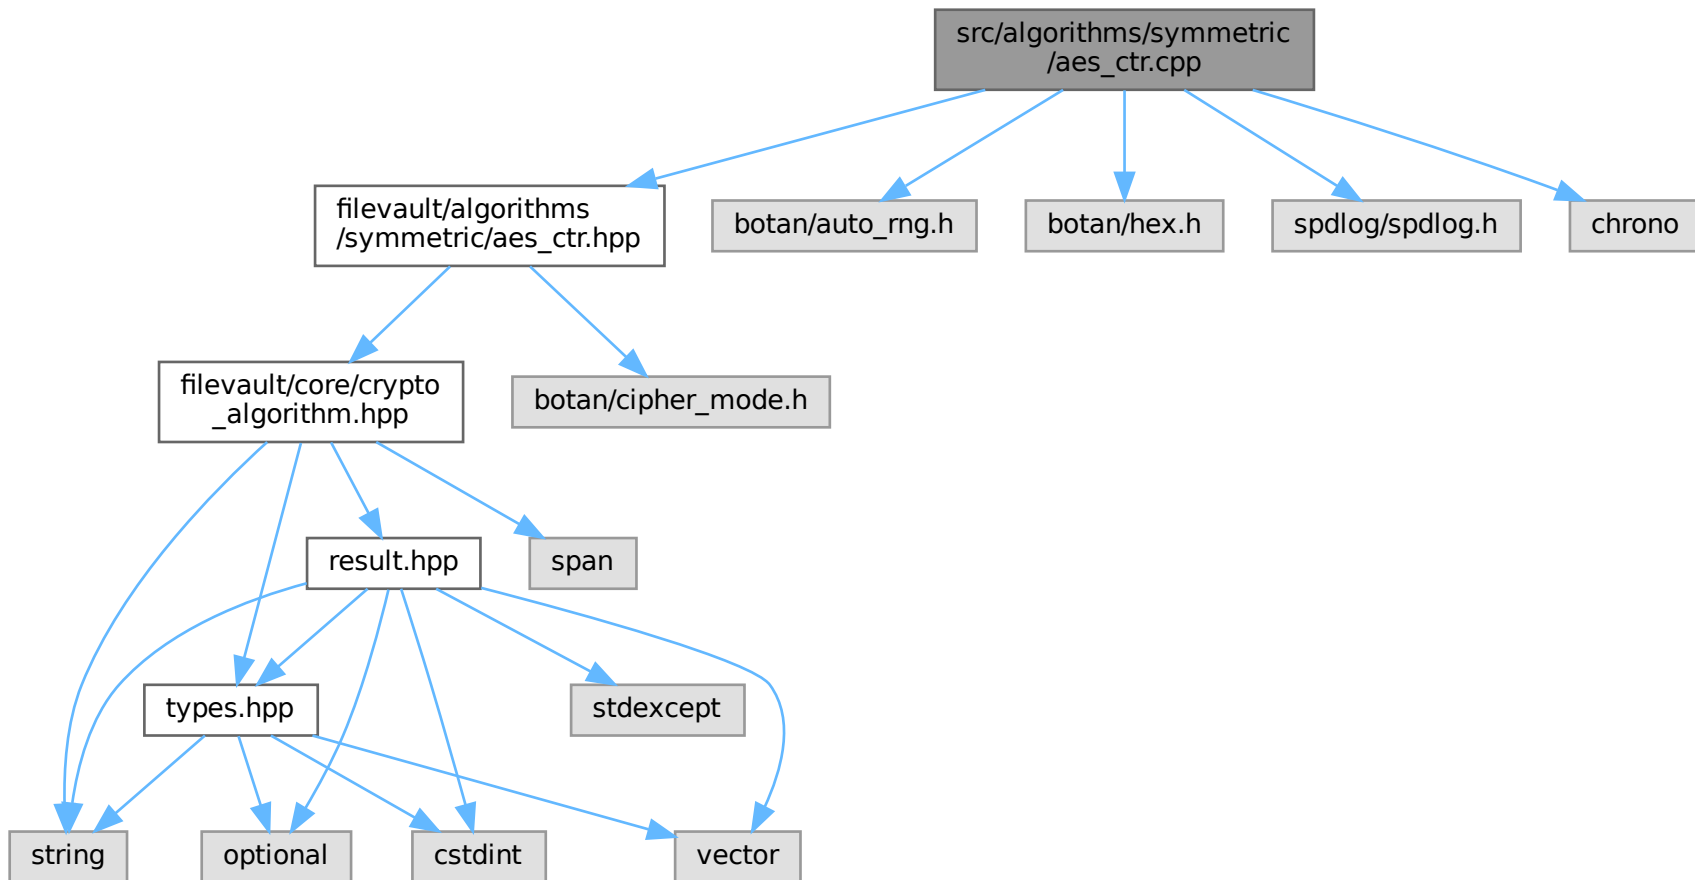 src/algorithms/symmetric
/aes_ctr.cpp
filevault/algorithms
/symmetric/aes_ctr.hpp
botan/auto_rng.h
botan/hex.h
spdlog/spdlog.h
chrono
filevault/core/crypto
_algorithm.hpp
botan/cipher_mode.h
result.hpp
span
types.hpp
stdexcept
string
optional
cstdint
vector